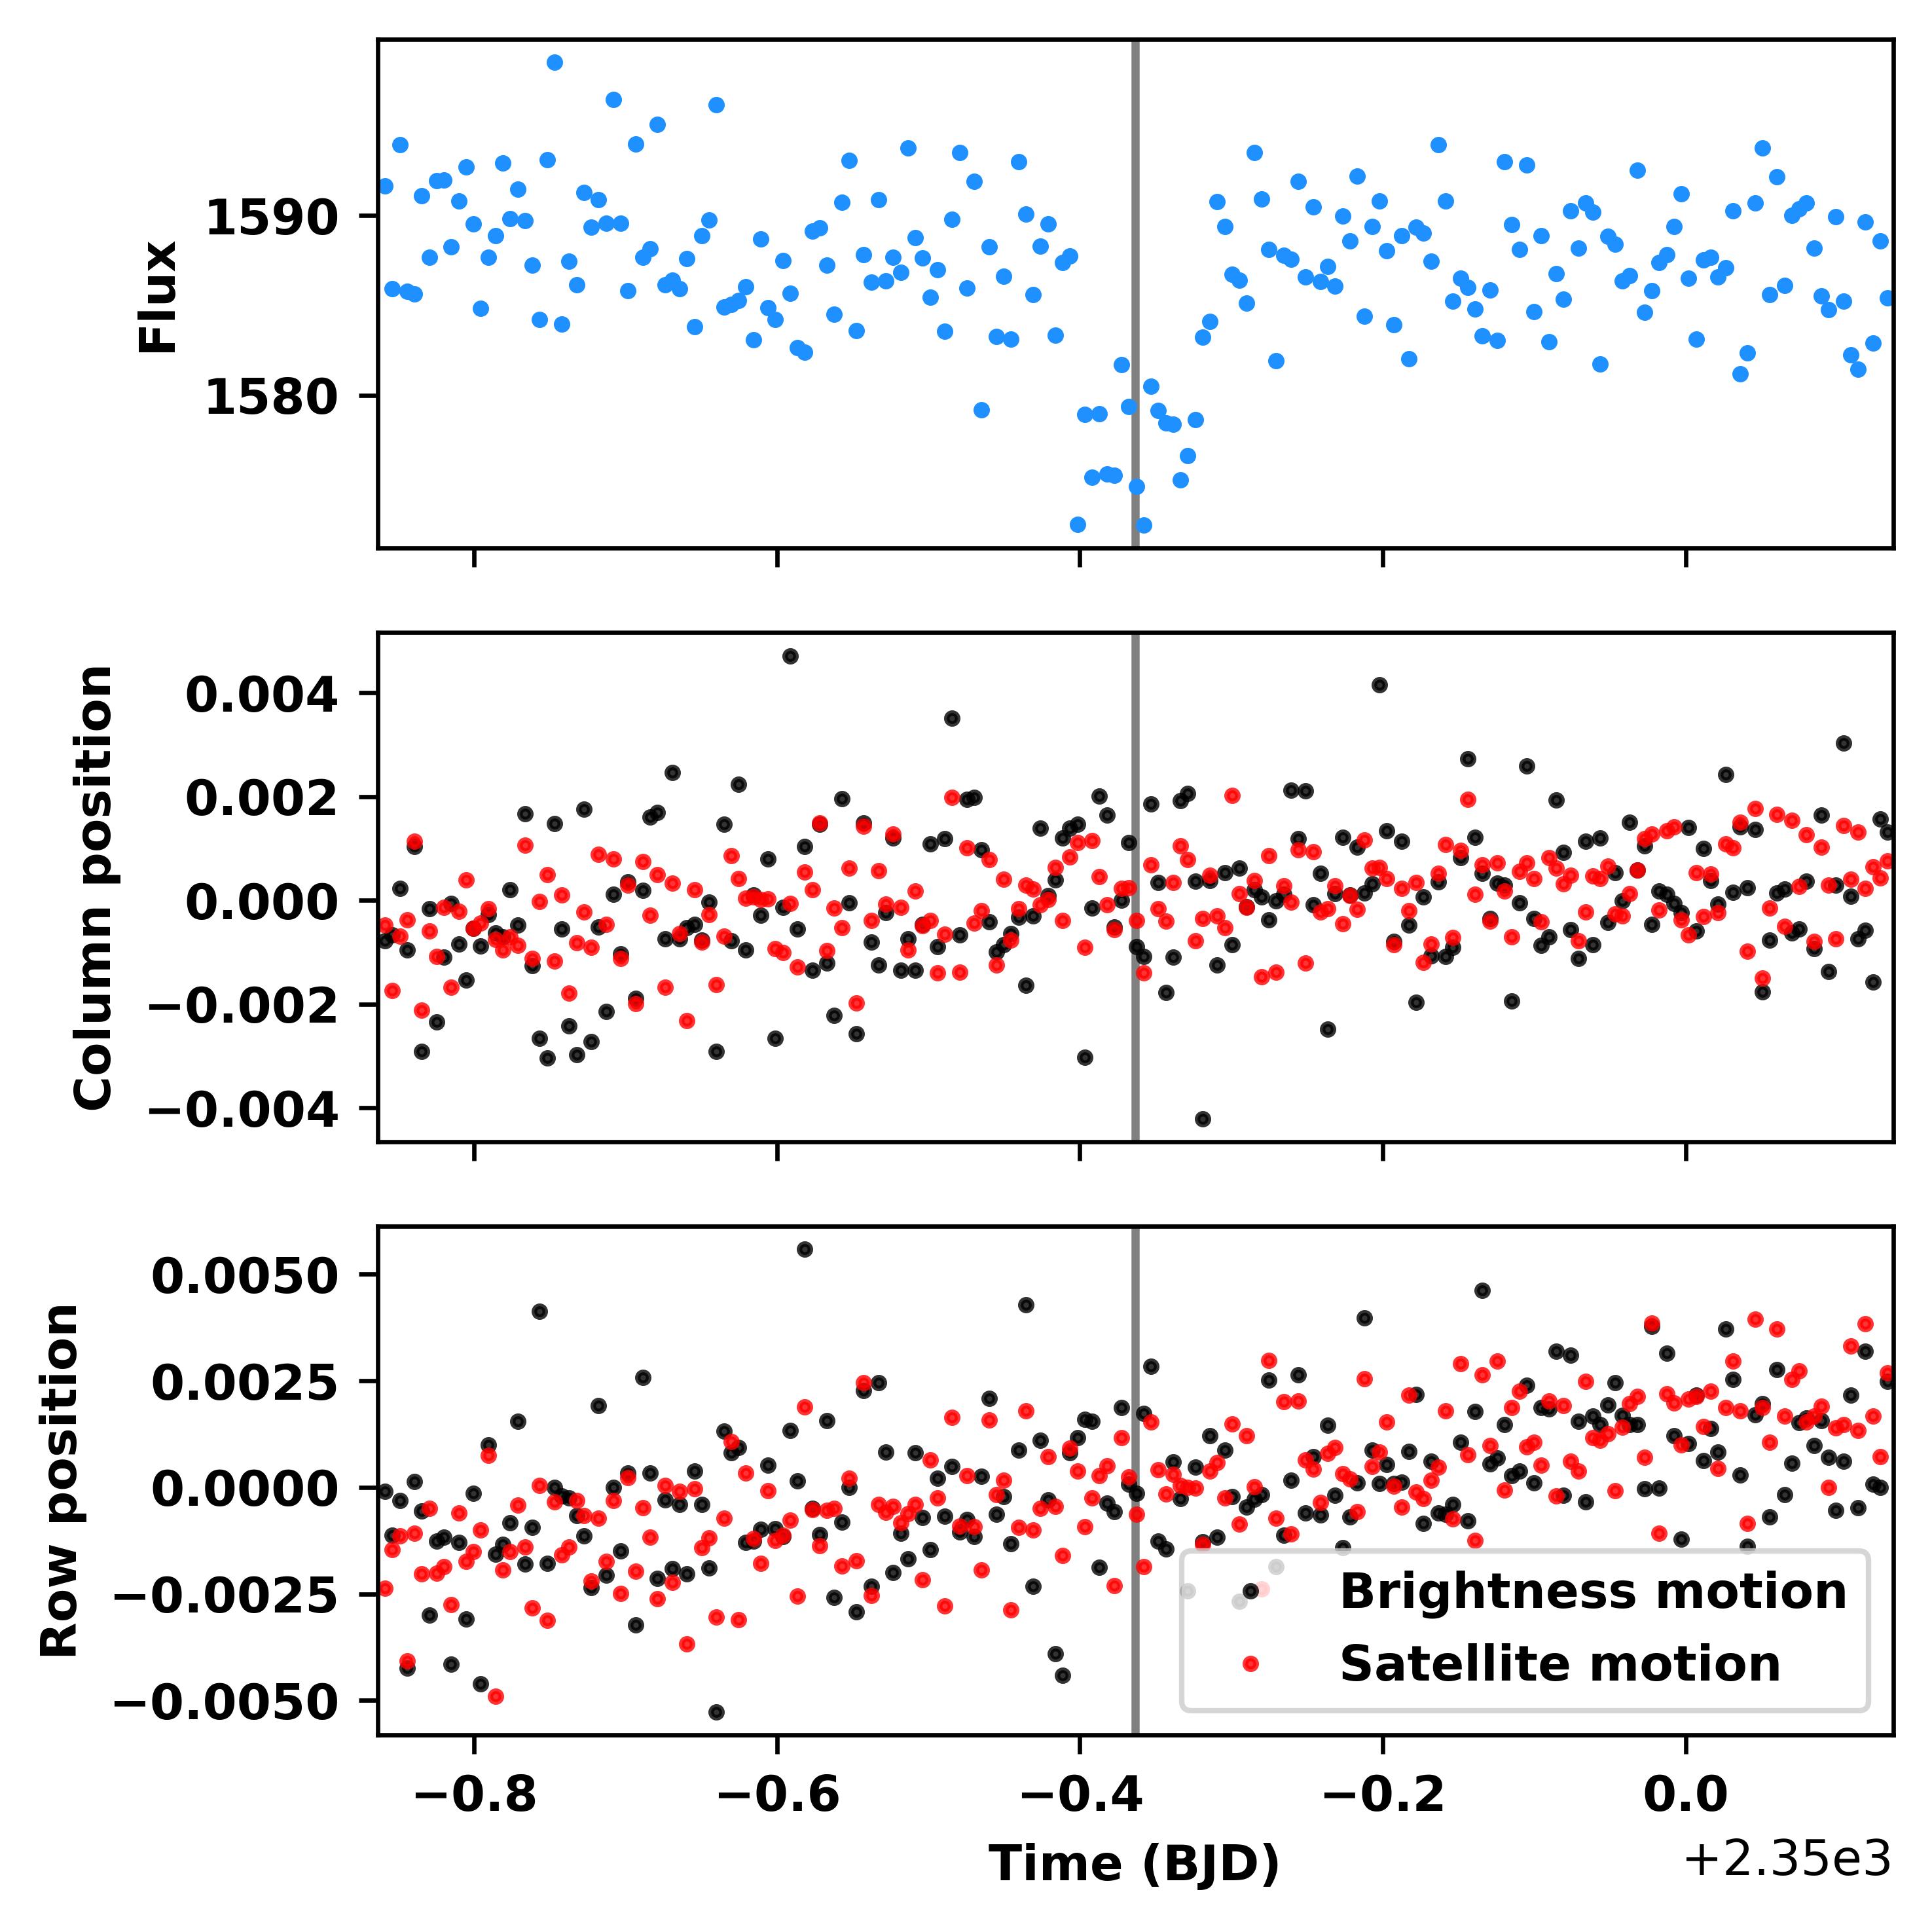 Flux
1590
1580
Column position
0.004
0.002
0.000
−0.002
−0.004
Row position
0.0050
0.0025
0.0000
−0.0025
−0.0050
Brightness motion
Satellite motion
−0.8 −0.6 −0.4 −0.2 0.0
Time (BJD)
+2.35e3